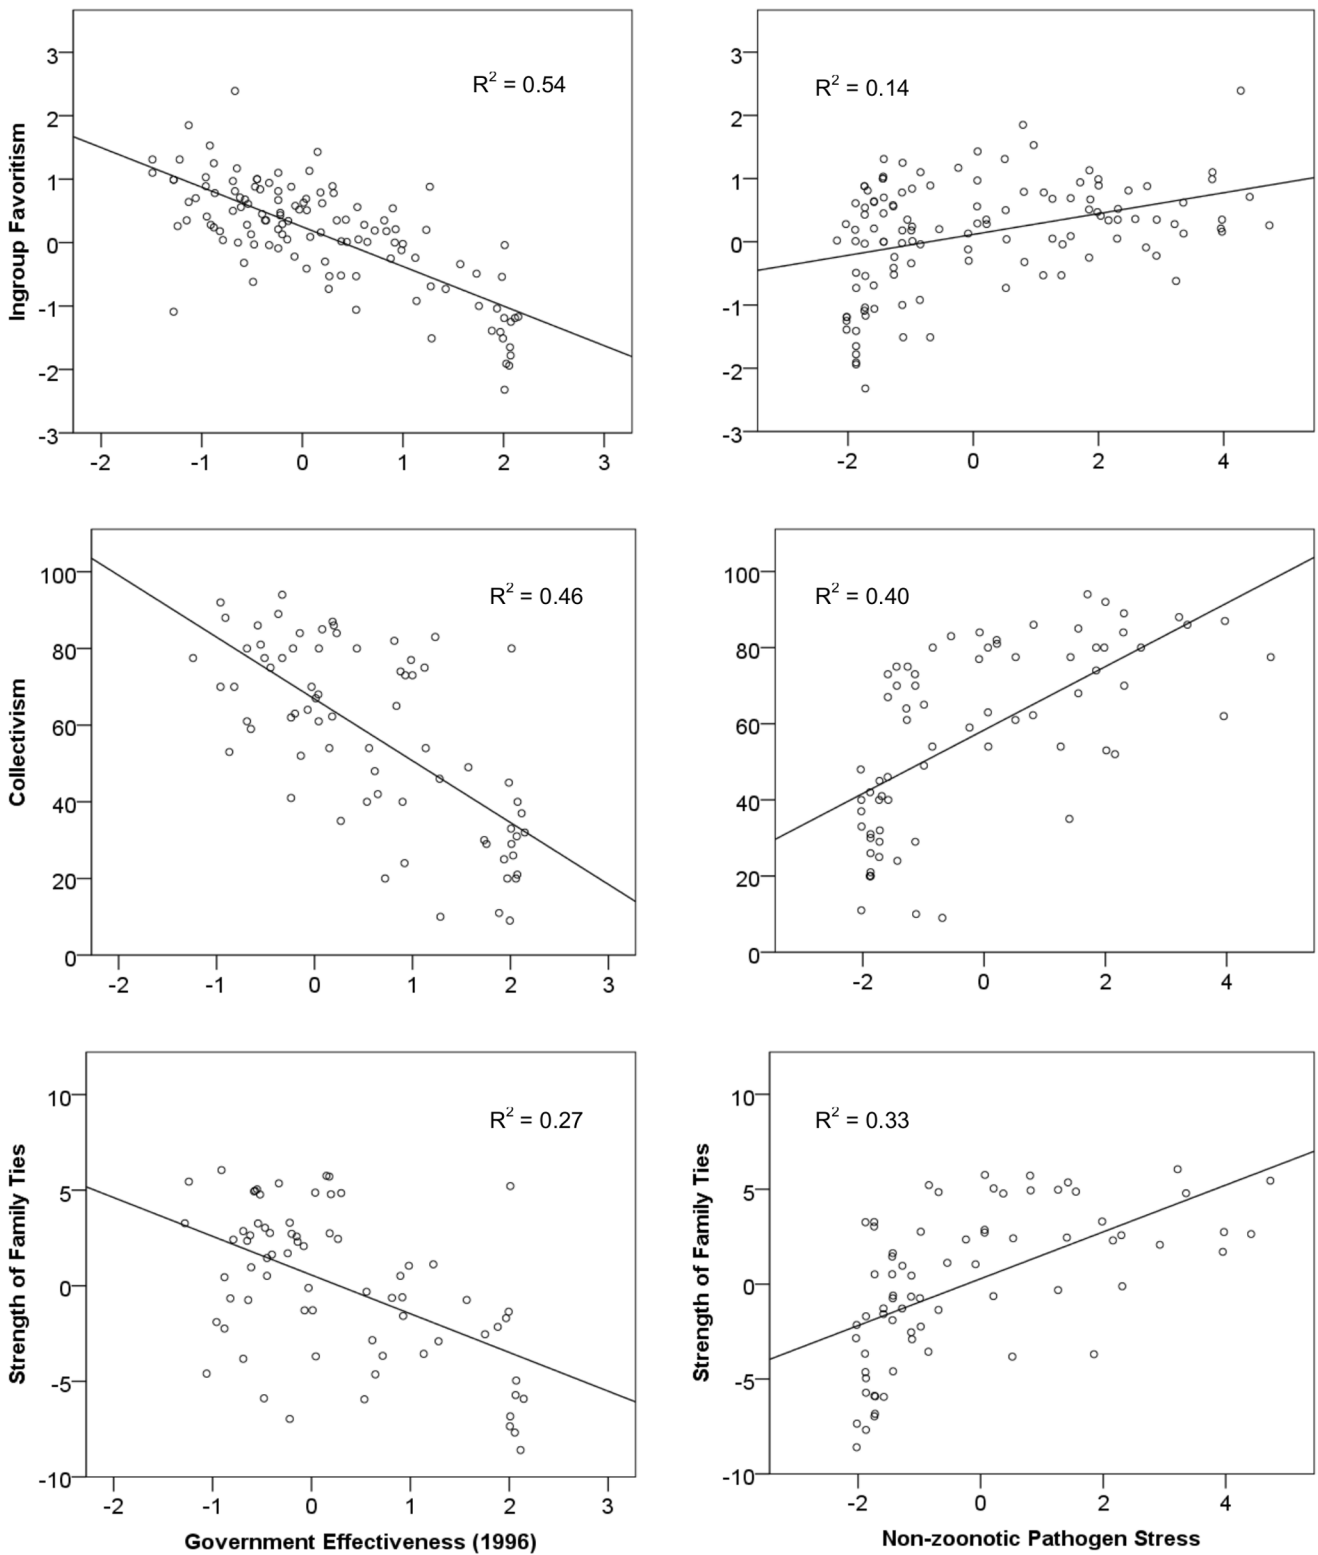 Ingroup Favoritism
3
2
1
0
-1
-2
-3
R² = 0.54
-2 -1 0 1 2 3
3
2
1
0
-1
-2
-3
R² = 0.14
-2 0 2 4
Collectivism
100
80
60
40
20
0
R² = 0.46
-2 -1 0 1 2 3
100
80
60
40
20
0
R² = 0.40
-2 0 2 4
Strength of Family Ties
10
5
0
-5
-10
R² = 0.27
-2 -1 0 1 2 3
Government Effectiveness (1996)
Strength of Family Ties
10
5
0
-5
-10
R² = 0.33
-2 0 2 4
Non-zoonotic Pathogen Stress